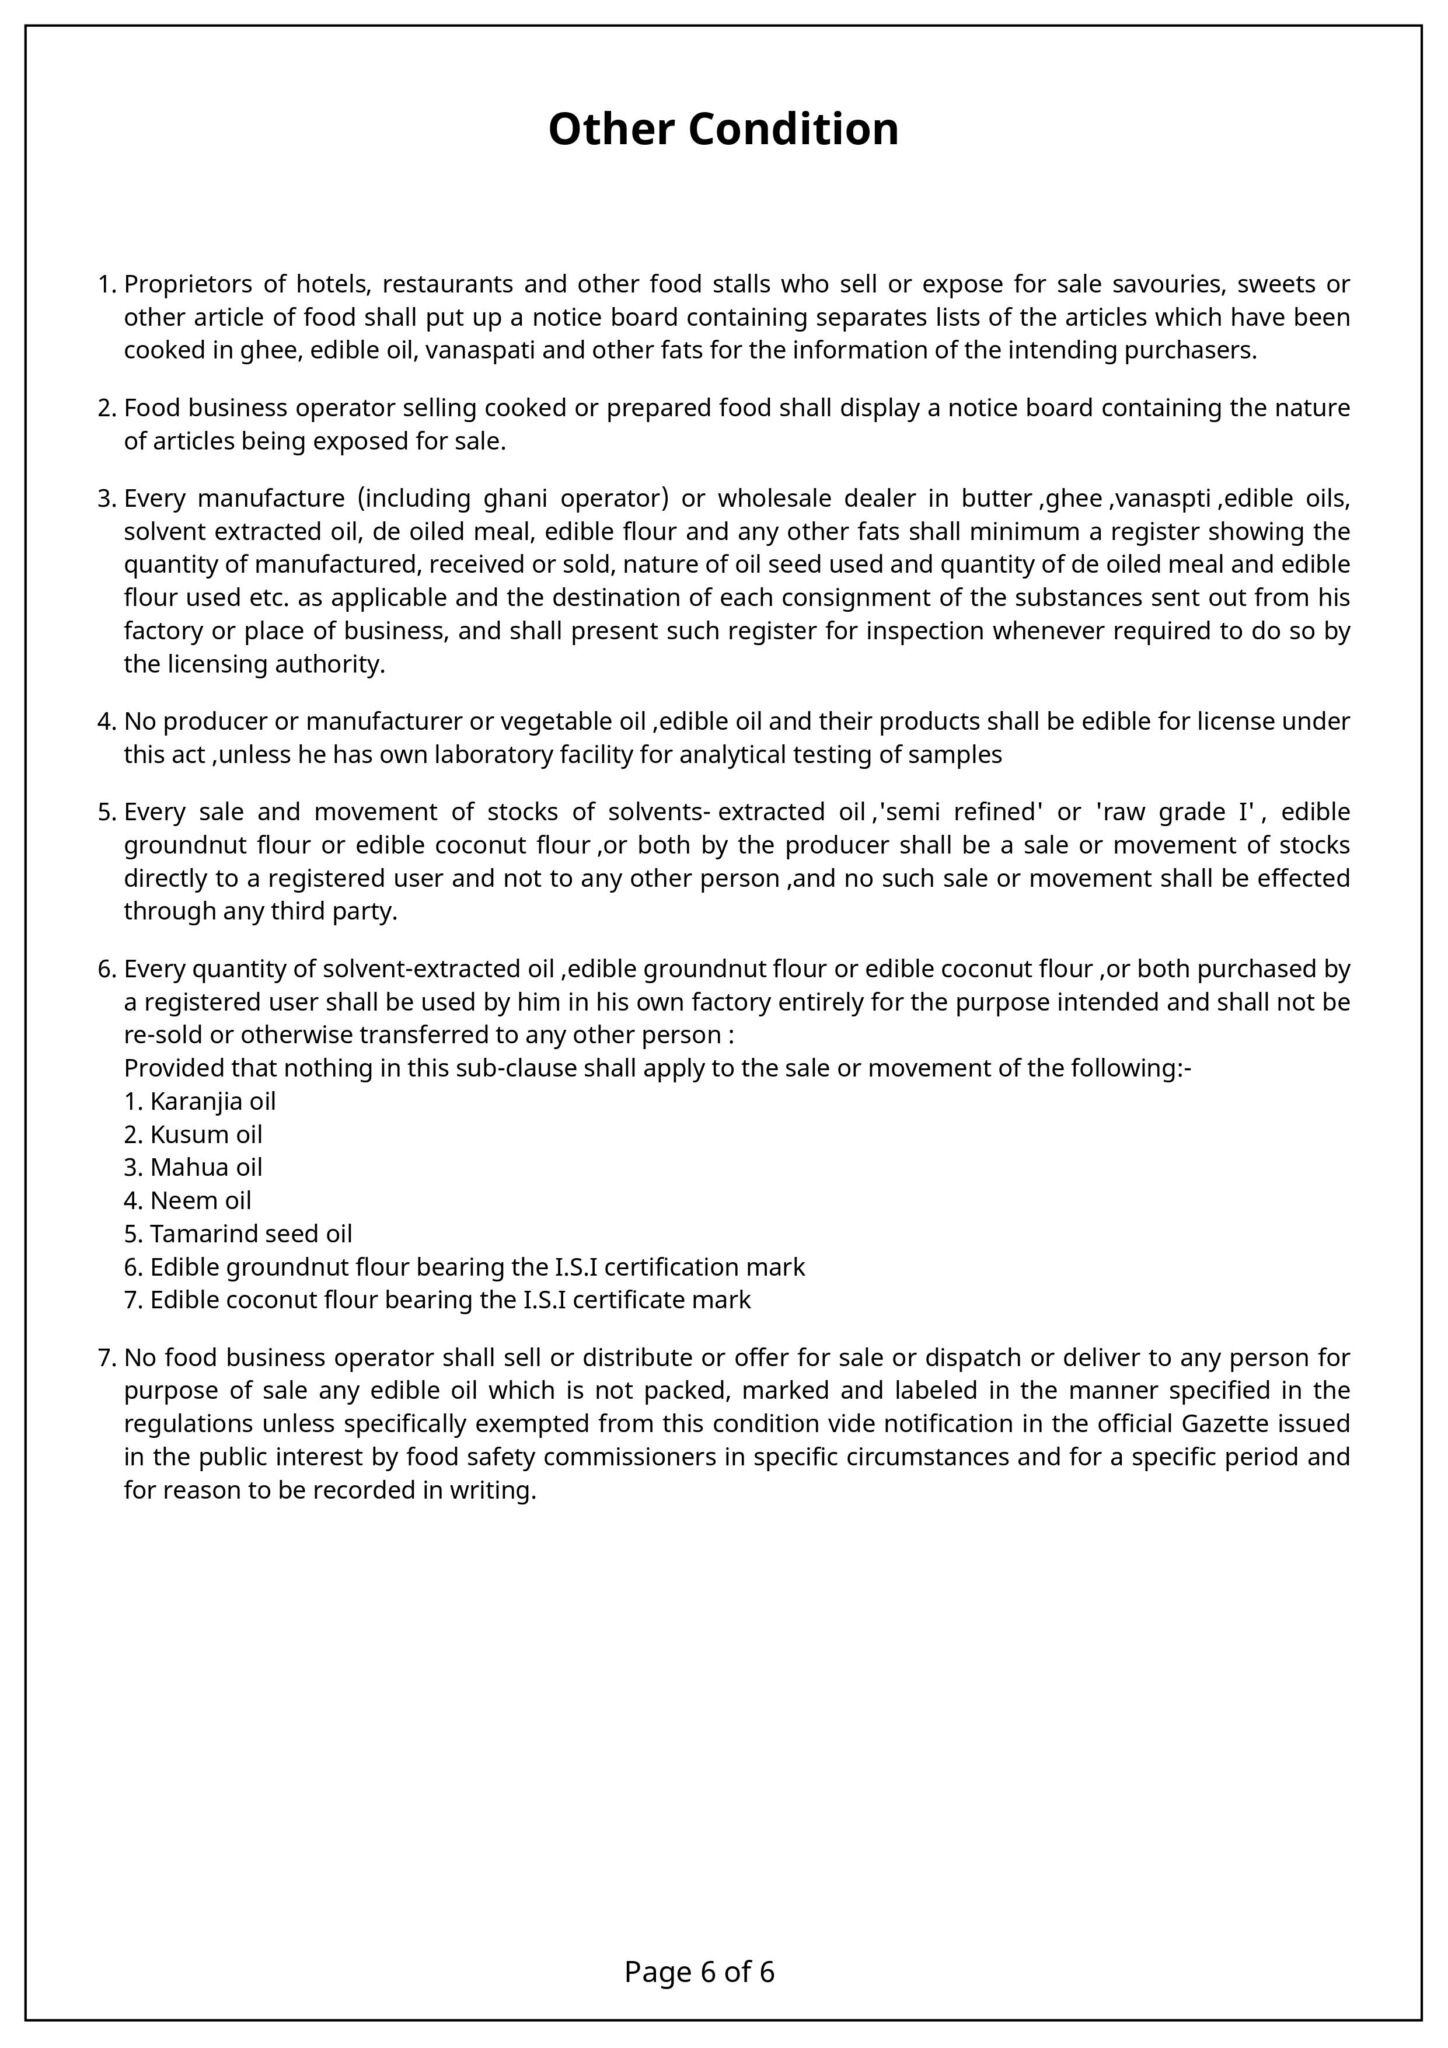 Other Condition
1. Proprietors of hotels, restaurants and other food stalls who sell or expose for sale savouries, sweets or
other article of food shall put up a notice board containing separates lists of the articles which have been
cooked in ghee, edible oil, vanaspati and other fats for the information of the intending purchasers.
2. Food business operator selling cooked or prepared food shall display a notice board containing the nature
of articles being exposed for sale.
3. Every manufacture (including ghani operator) or wholesale dealer in butter ,ghee ,vanaspti ,edible oils,
solvent extracted oil, de oiled meal, edible flour and any other fats shall minimum a register showing the
quantity of manufactured, received or sold, nature of oil seed used and quantity of de oiled meal and edible
flour used etc. as applicable and the destination of each consignment of the substances sent out from his
factory or place of business, and shall present such register for inspection whenever required to do so by
the licensing authority.
4. No producer or manufacturer or vegetable oil ,edible oil and their products shall be edible for license under
this act ,unless he has own laboratory facility for analytical testing of samples
5. Every sale and movement of stocks of solvents- extracted oil ,'semi refined' or 'raw grade I' , edible
groundnut flour or edible coconut flour ,or both by the producer shall be a sale or movement of stocks
directly to a registered user and not to any other person ,and no such sale or movement shall be effected
through any third party.
6. Every quantity of solvent-extracted oil ,edible groundnut flour or edible coconut flour ,or both purchased by
a registered user shall be used by him in his own factory entirely for the purpose intended and shall not be
re-sold or otherwise transferred to any other person :
Provided that nothing in this sub-clause shall apply to the sale or movement of the following:-
1. Karanjia oil
2. Kusum oil
3. Mahua oil
4. Neem oil
5. Tamarind seed oil
6. Edible groundnut flour bearing the I.S.I certification mark
7. Edible coconut flour bearing the I.S.I certificate mark
7. No food business operator shall sell or distribute or offer for sale or dispatch or deliver to any person for
purpose of sale any edible oil which is not packed, marked and labeled in the manner specified in the
regulations unless specifically exempted from this condition vide notification in the official Gazette issued
in the public interest by food safety commissioners in specific circumstances and for a specific period and
for reason to be recorded in writing.
Page 6 of 6